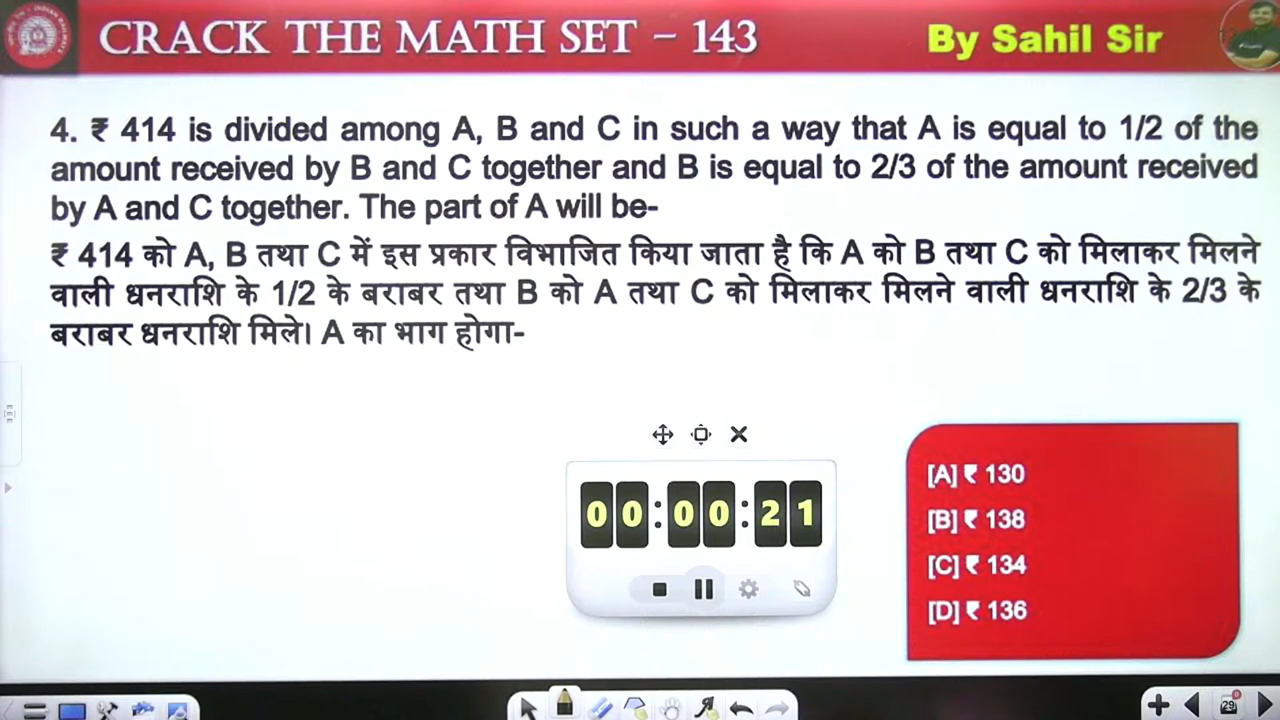 CRACK THE MATH SET – 143
By Sahil Sir
4. ₹ 414 is divided among A, B and C in such a way that A is equal to 1/2 of the
amount received by B and C together and B is equal to 2/3 of the amount received
by A and C together. The part of A will be-
₹ 414 को A, B तथा C में इस प्रकार विभाजित किया जाता है कि A को B तथा C को मिलाकर मिलने
वाली धनराशि के 1/2 के बराबर तथा B को A तथा C को मिलाकर मिलने वाली धनराशि के 2/3 के
बराबर धनराशि मिले। A का भाग होगा-
00:00:21
[A] ₹ 130
[B] ₹ 138
[C] ₹ 134
[D] ₹ 136
29